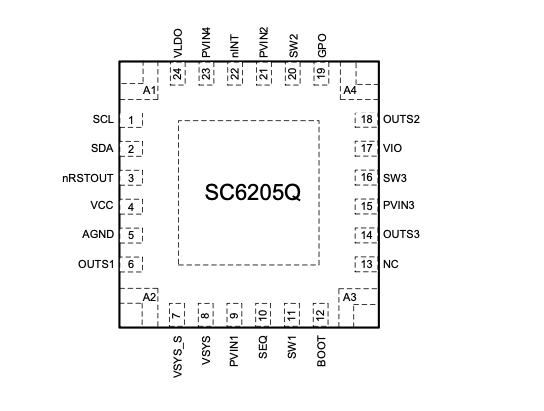 VLDO PVIN4 nINT PVIN2 SW2 GPO
24 23 22 21 20 19
A1 A4
SCL 1 18 OUTS2
SDA 2 17 VIO
nRSTOUT 3 16 SW3
SC6205Q
VCC 4 15 PVIN3
AGND 5 14 OUTS3
OUTS1 6 13 NC
A2 A3
7 8 9 10 11 12
VSYS_S VSYS PVIN1 SEQ SW1 BOOT